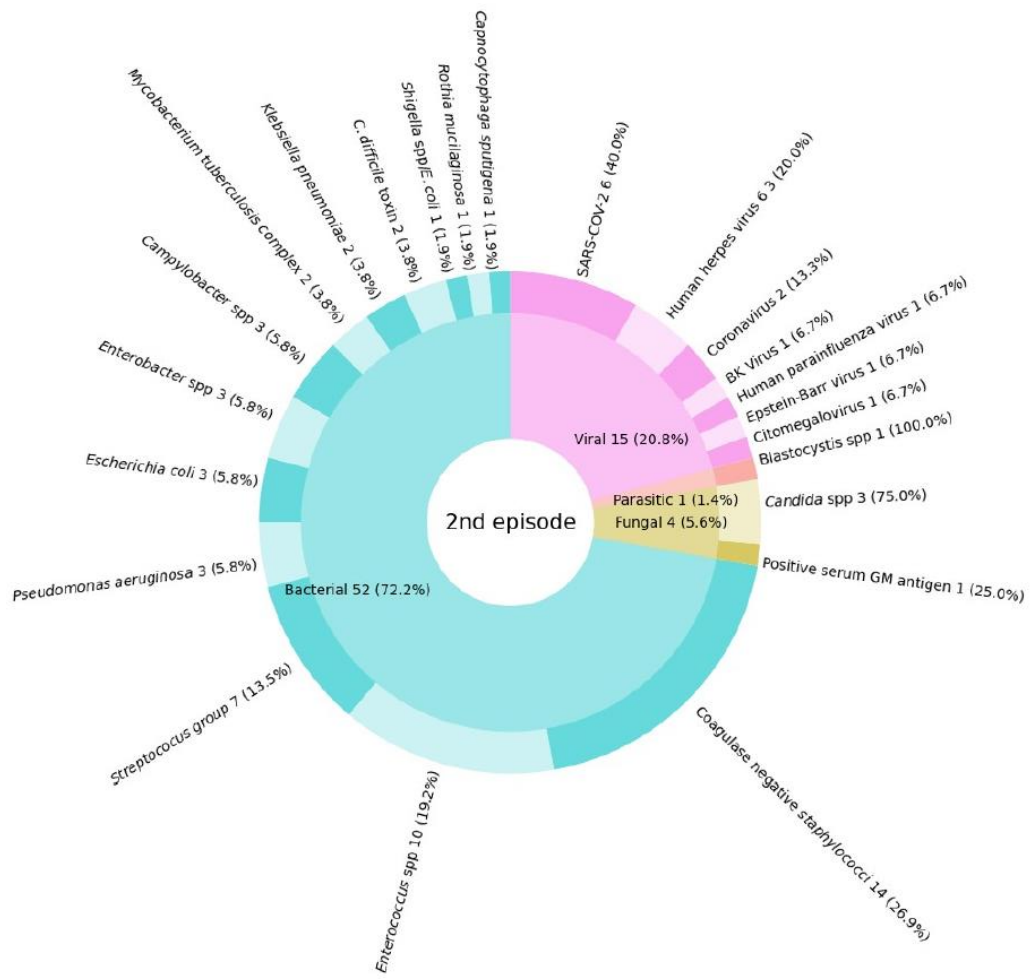 Capnocytophaga sputigena 1 (1.9%)
Rothia mucilaginosa 1 (1.9%)
Shigella spp/E. coli 1 (1.9%)
C. difficile toxin 2 (3.8%)
Klebsiella pneumoniae 2 (3.8%)
Mycobacterium tuberculosis complex 2 (3.8%)
Campylobacter spp 3 (5.8%)
Enterobacter spp 3 (5.8%)
Escherichia coli 3 (5.8%)
Pseudomonas aeruginosa 3 (5.8%)
Streptococus group 7 (13.5%)
Enterococcus spp 10 (19.2%)
Coagulase negative staphylococci 14 (26.9%)
SARS-COV-2 6 (40.0%)
Human herpes virus 6 3 (20.0%)
Coronavirus 2 (13.3%)
BK Virus 1 (6.7%)
Human parainfluenza virus 1 (6.7%)
Epstein-Barr virus 1 (6.7%)
Citomegalovirus 1 (6.7%)
Blastocystis spp 1 (100.0%)
Candida spp 3 (75.0%)
Positive serum GM antigen 1 (25.0%)
Viral 15 (20.8%)
Parasitic 1 (1.4%)
Fungal 4 (5.6%)
2nd episode
Bacterial 52 (72.2%)